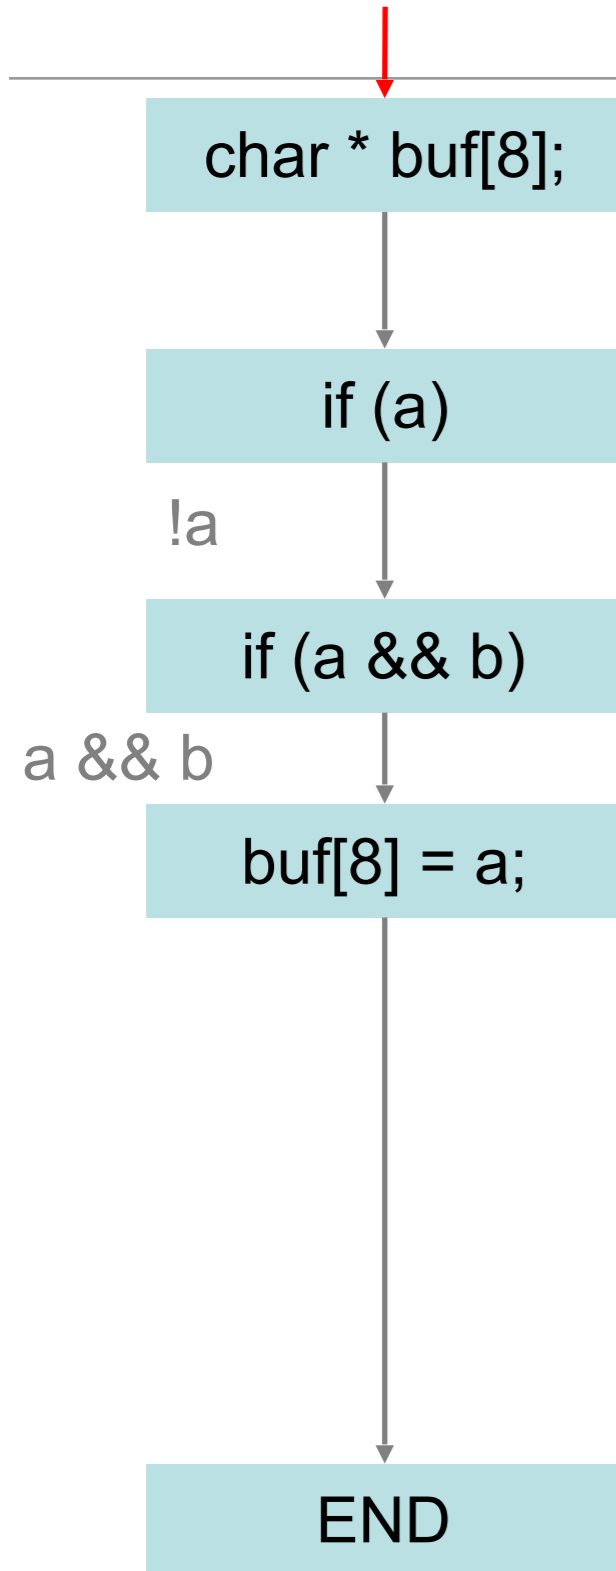 char * buf[8];
if (a)
!a
if (a && b)
a && b
buf[8] = a;
END